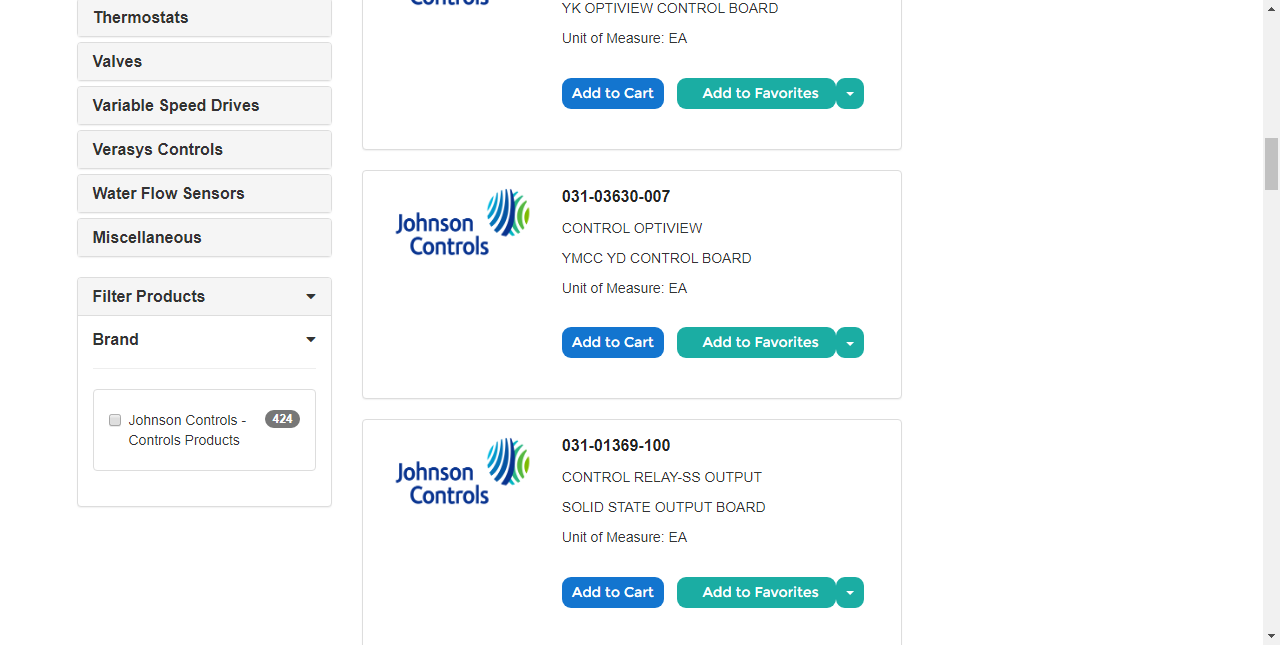 Thermostats
Valves
Variable Speed Drives
Verasys Controls
Water Flow Sensors
Miscellaneous
Filter Products
Brand
Johnson Controls - 424
Controls Products
Controls
YK OPTIVIEW CONTROL BOARD
Unit of Measure: EA
Add to Cart Add to Favorites
Johnson
Controls
031-03630-007
CONTROL OPTIVIEW
YMCC YD CONTROL BOARD
Unit of Measure: EA
Add to Cart Add to Favorites
Johnson
Controls
031-01369-100
CONTROL RELAY-SS OUTPUT
SOLID STATE OUTPUT BOARD
Unit of Measure: EA
Add to Cart Add to Favorites